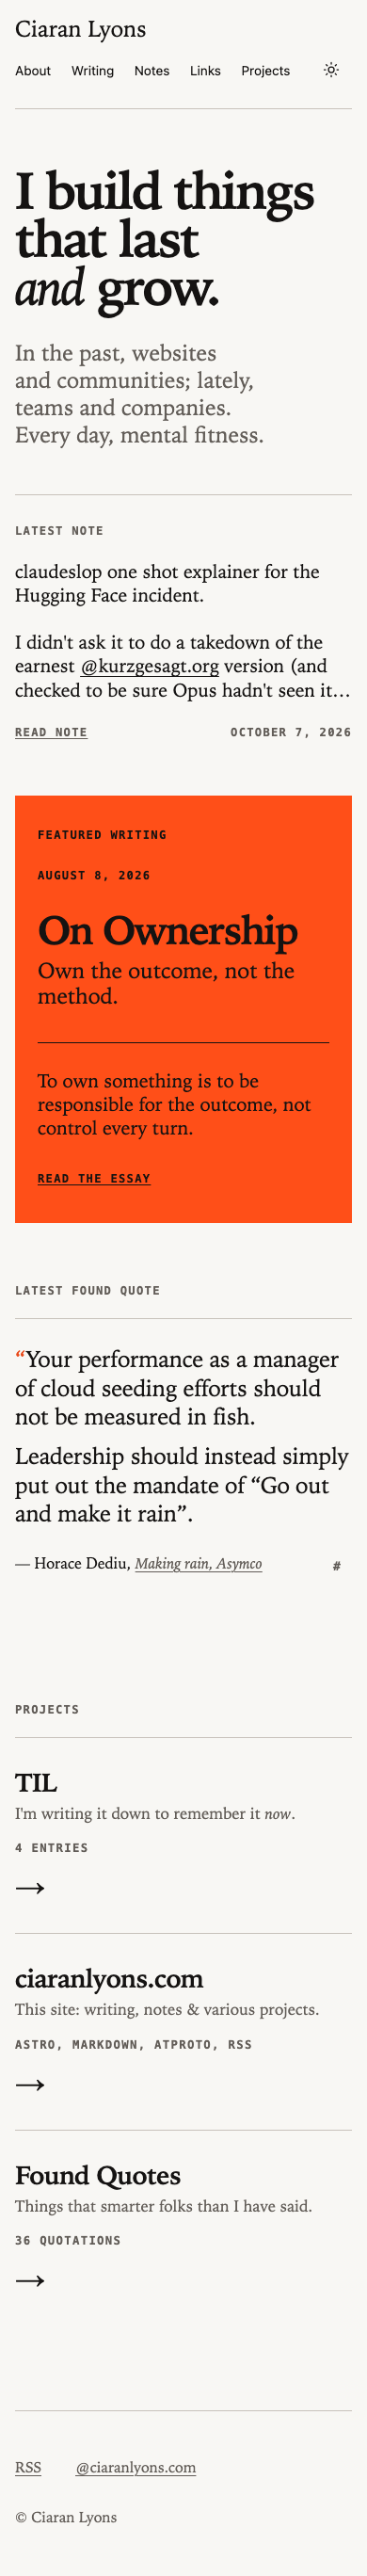 Ciaran Lyons
About Writing Notes Links Projects
I build things
that last
and grow.
In the past, websites
and communities; lately,
teams and companies.
Every day, mental fitness.
LATEST NOTE
claudeslop one shot explainer for the
Hugging Face incident.
I didn't ask it to do a takedown of the
earnest @kurzgesagt.org version (and
checked to be sure Opus hadn't seen it…
READ NOTE OCTOBER 7, 2026
FEATURED WRITING
AUGUST 8, 2026
On Ownership
Own the outcome, not the
method.
To own something is to be
responsible for the outcome, not
control every turn.
READ THE ESSAY
LATEST FOUND QUOTE
“Your performance as a manager
of cloud seeding efforts should
not be measured in fish.
Leadership should instead simply
put out the mandate of “Go out
and make it rain”.
— Horace Dediu, Making rain, Asymco #
PROJECTS
TIL
I'm writing it down to remember it now.
4 ENTRIES
→
ciaranlyons.com
This site: writing, notes & various projects.
ASTRO, MARKDOWN, ATPROTO, RSS
→
Found Quotes
Things that smarter folks than I have said.
36 QUOTATIONS
→
RSS @ciaranlyons.com
© Ciaran Lyons